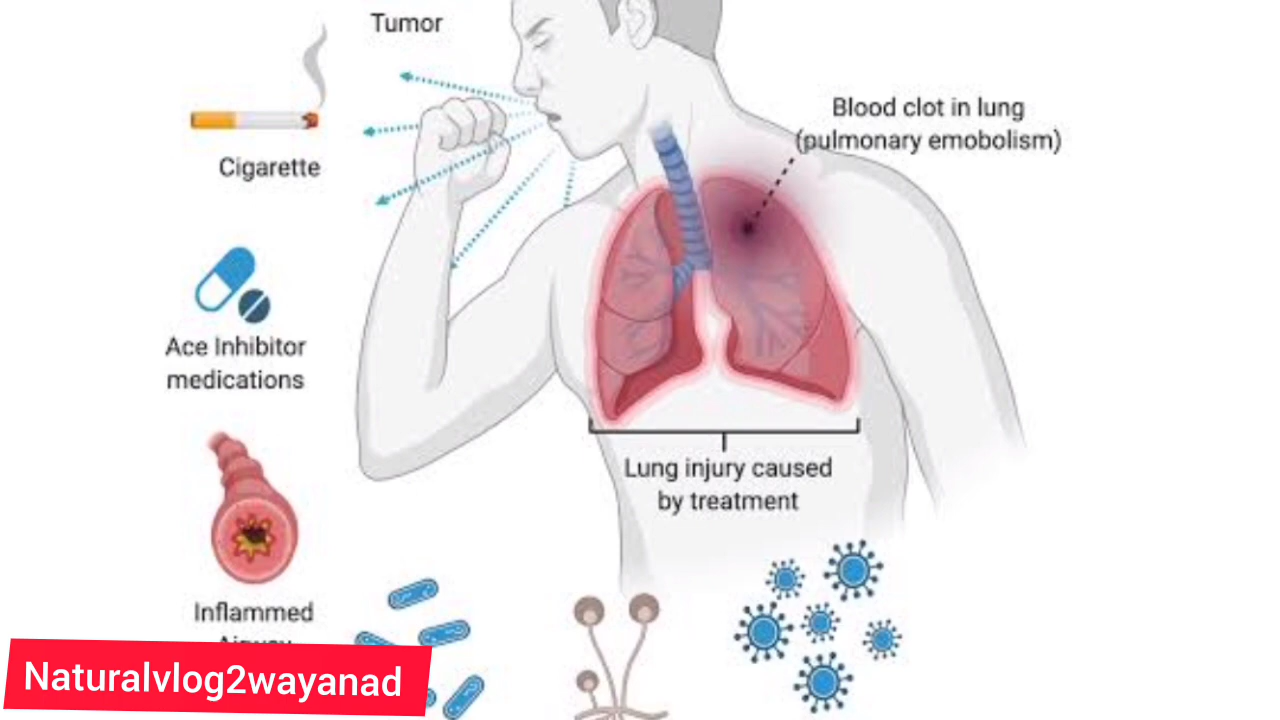 Tumor
Cigarette
Blood clot in lung
(pulmonary emobolism)
Ace Inhibitor
medications
Lung injury caused
by treatment
Inflammed
Naturalvlog2wayanad